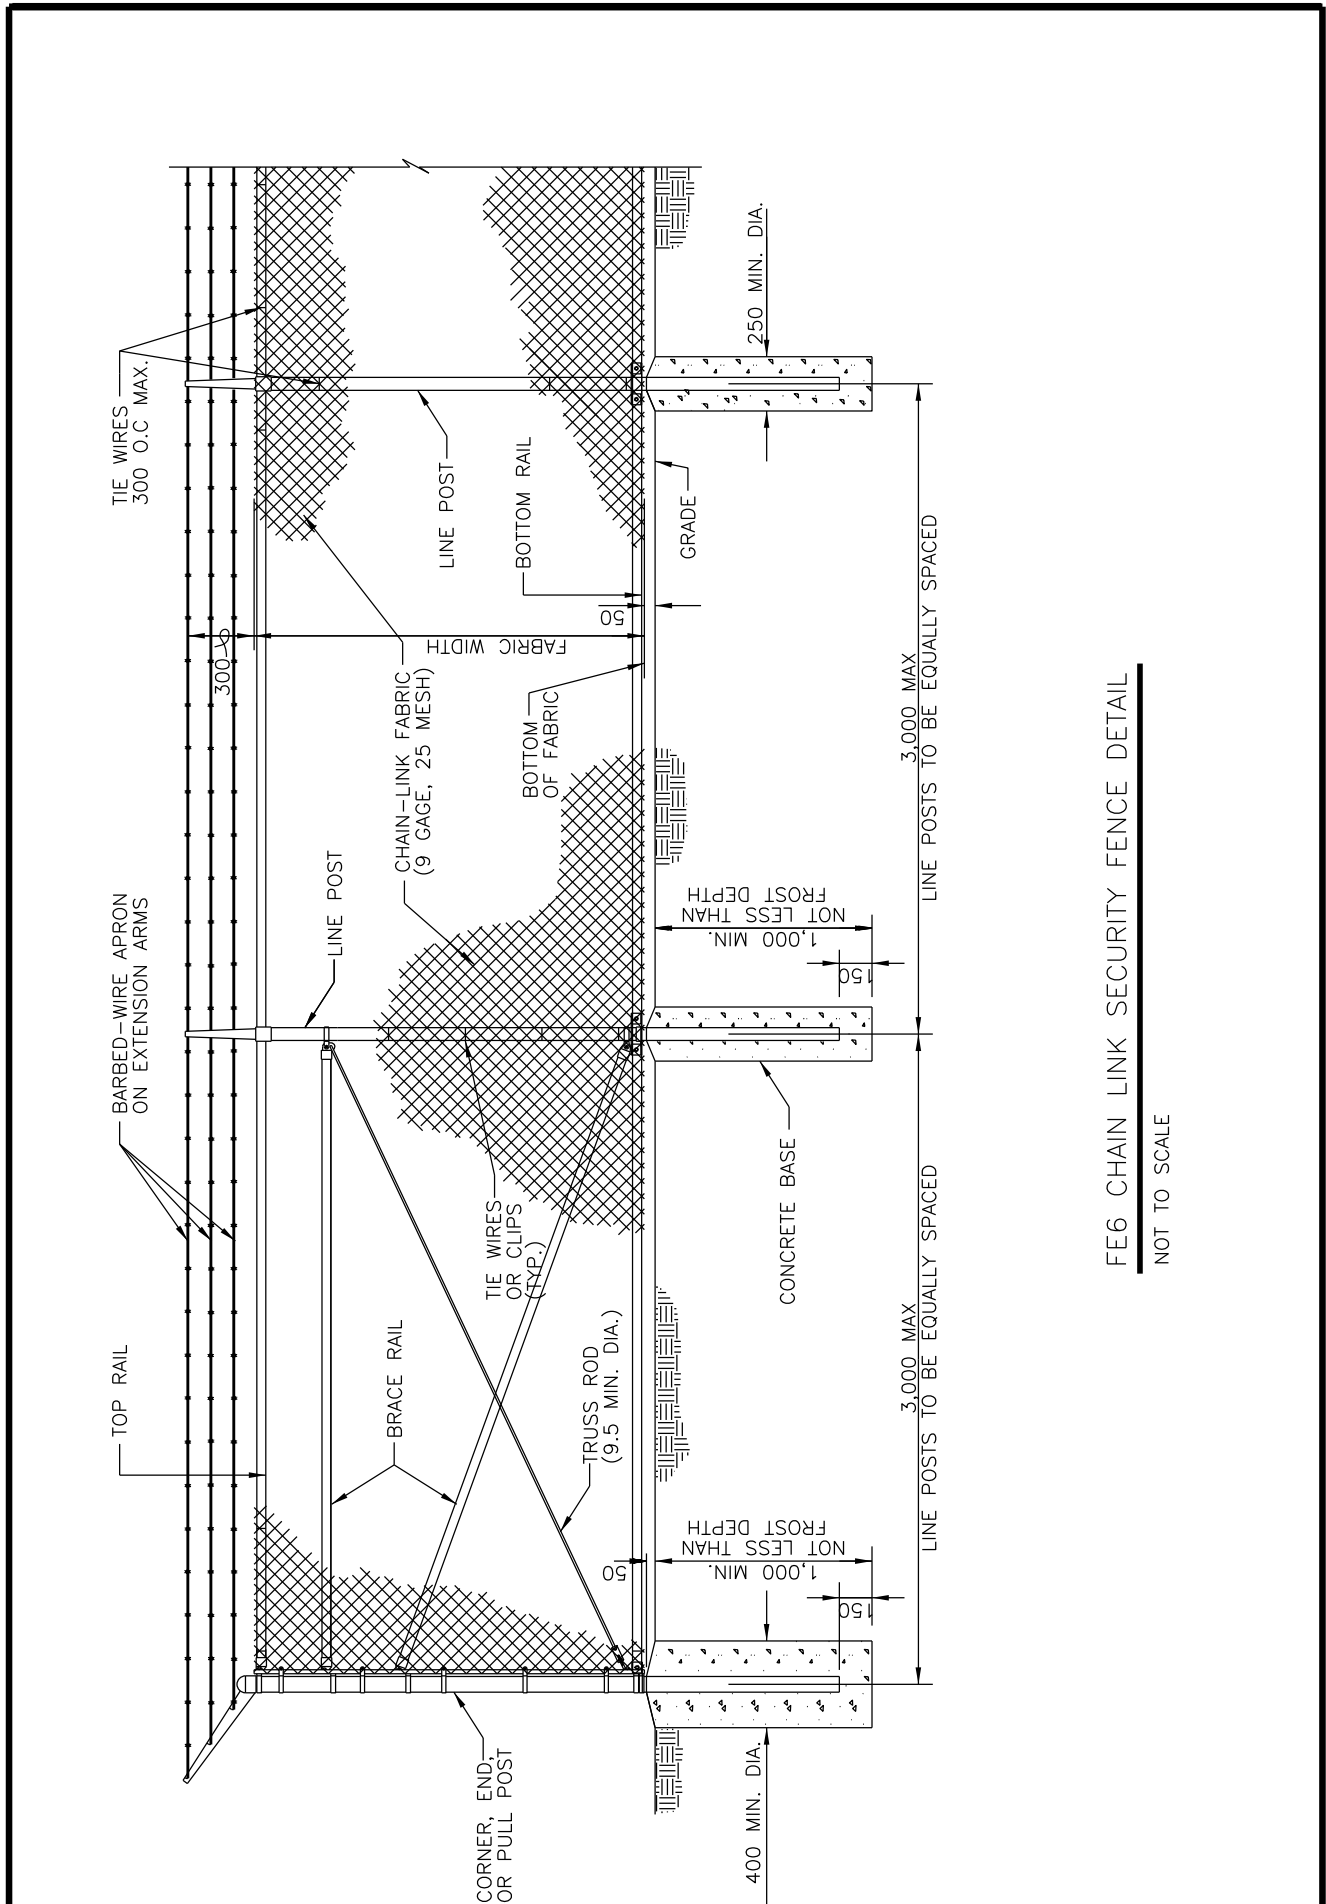 BARBED-WIRE APRON
ON EXTENSION ARMS
TIE WIRES
300 O.C MAX.
TOP RAIL
300
LINE POST
BRACE RAIL
CHAIN-LINK FABRIC
(9 GAGE, 25 MESH)
FABRIC WIDTH
LINE POST
CORNER, END,
OR PULL POST
TIE WIRES
OR CLIPS
(TYP.)
BOTTOM
OF FABRIC
BOTTOM RAIL
TRUSS ROD
(9.5 MIN. DIA.)
50
50
GRADE
1,000 MIN.
NOT LESS THAN
FROST DEPTH
1,000 MIN.
NOT LESS THAN
FROST DEPTH
400 MIN. DIA.
CONCRETE BASE
250 MIN. DIA.
150
150
3,000 MAX
LINE POSTS TO BE EQUALLY SPACED
3,000 MAX
LINE POSTS TO BE EQUALLY SPACED
FE6 CHAIN LINK SECURITY FENCE DETAIL
NOT TO SCALE